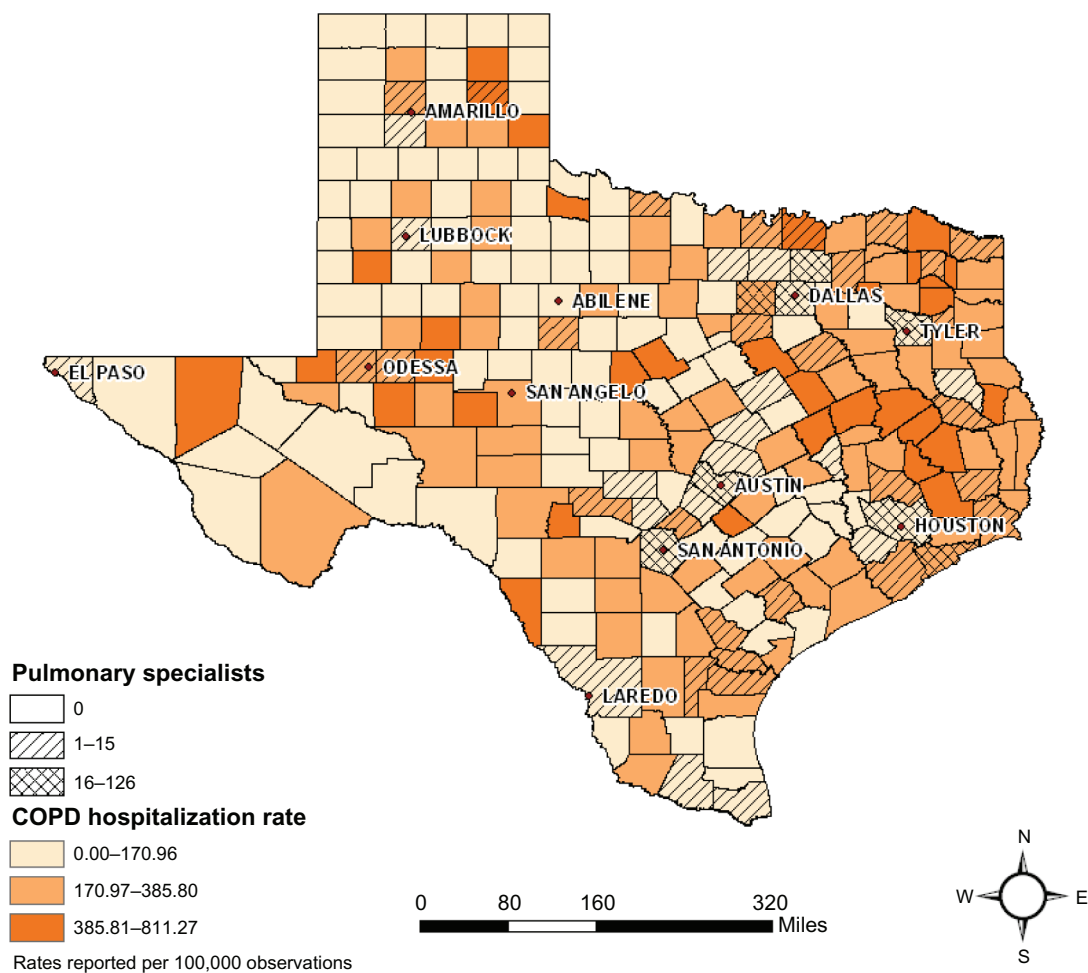 AMARILLO
LUBBOCK
ABILENE
DALLAS
TYLER
EL PASO
ODESSA
SAN ANGELO
AUSTIN
HOUSTON
SAN ANTONIO
LAREDO
Pulmonary specialists
0
1–15
16–126
COPD hospitalization rate
0.00–170.96
170.97–385.80
385.81–811.27
Rates reported per 100,000 observations
0 80 160 320
Miles
N
W E
S